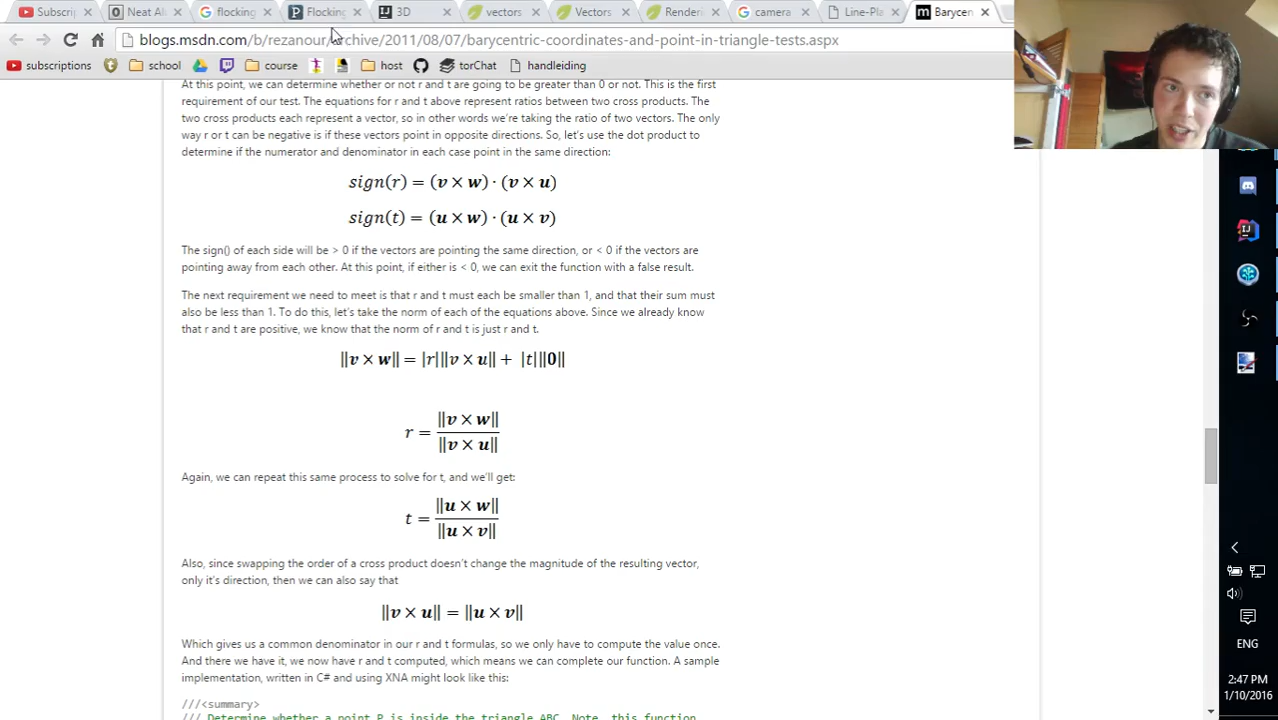 Subscrip
Neat Al
flocking
Flocking
3D
vectors
Vectors
Renderi
camera
Line-Pla
Barycen
blogs.msdn.com/b/rezanour/archive/2011/08/07/barycentric-coordinates-and-point-in-triangle-tests.aspx
subscriptions
school
course
host
torChat
handleiding
At this point, we can determine whether or not r and t are going to be greater than 0 or not. This is the first
requirement of our test. The equations for r and t above represent ratios between two cross products. The
two cross products each represent a vector, so in other words we're taking the ratio of two vectors. The only
way r or t can be negative is if these vectors point in opposite directions. So, let's use the dot product to
determine if the numerator and denominator in each case point in the same direction:
sign(r) = (v × w) · (v × u)
sign(t) = (u × w) · (u × v)
The sign() of each side will be > 0 if the vectors are pointing the same direction, or < 0 if the vectors are
pointing away from each other. At this point, if either is < 0, we can exit the function with a false result.
The next requirement we need to meet is that r and t must each be smaller than 1, and that their sum must
also be less than 1. To do this, let's take the norm of each of the equations above. Since we already know
that r and t are positive, we know that the norm of r and t is just r and t.
‖v × w‖ = |r|‖v × u‖ + |t|‖0‖
r = ‖v × w‖ / ‖v × u‖
Again, we can repeat this same process to solve for t, and we'll get:
t = ‖u × w‖ / ‖u × v‖
Also, since swapping the order of a cross product doesn't change the magnitude of the resulting vector,
only it's direction, then we can also say that
‖v × u‖ = ‖u × v‖
Which gives us a common denominator in our r and t formulas, so we only have to compute the value once.
And there we have it, we now have r and t computed, which means we can complete our function. A sample
implementation, written in C# and using XNA might look like this:
///<summary>
/// Determine whether a point P is inside the triangle ABC. Note, this function
ENG
2:47 PM
1/10/2016